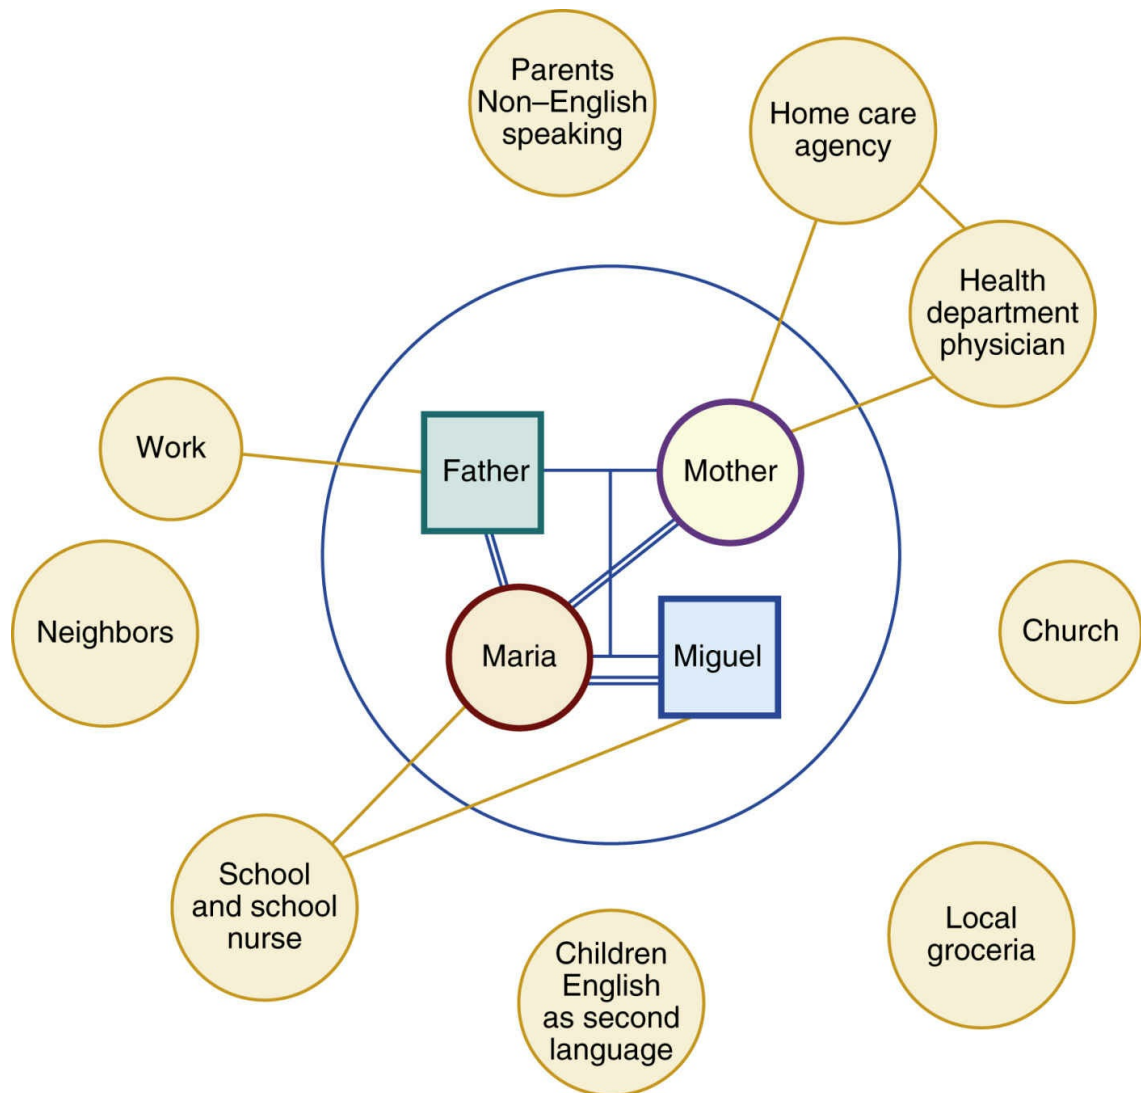 Parents
Non–English
speaking
Home care
agency
Health
department
physician
Work
Father
Mother
Neighbors
Maria
Miguel
Church
School
and school
nurse
Children
English
as second
language
Local
groceria